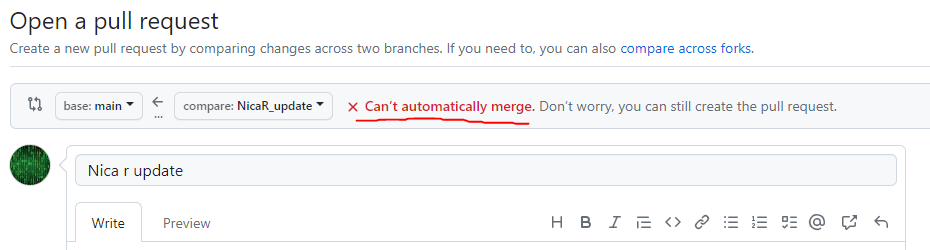 Open a pull request
Create a new pull request by comparing changes across two branches. If you need to, you can also compare across forks.
base: main ← ... compare: NicaR_update × Can’t automatically merge. Don’t worry, you can still create the pull request.
Nica r update
Write Preview H B I <> @